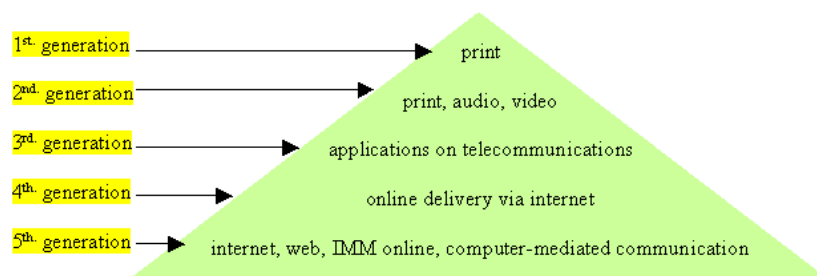 1st. generation print
2nd. generation print, audio, video
3rd. generation applications on telecommunications
4th. generation online delivery via internet
5th. generation internet, web, IMM online, computer-mediated communication